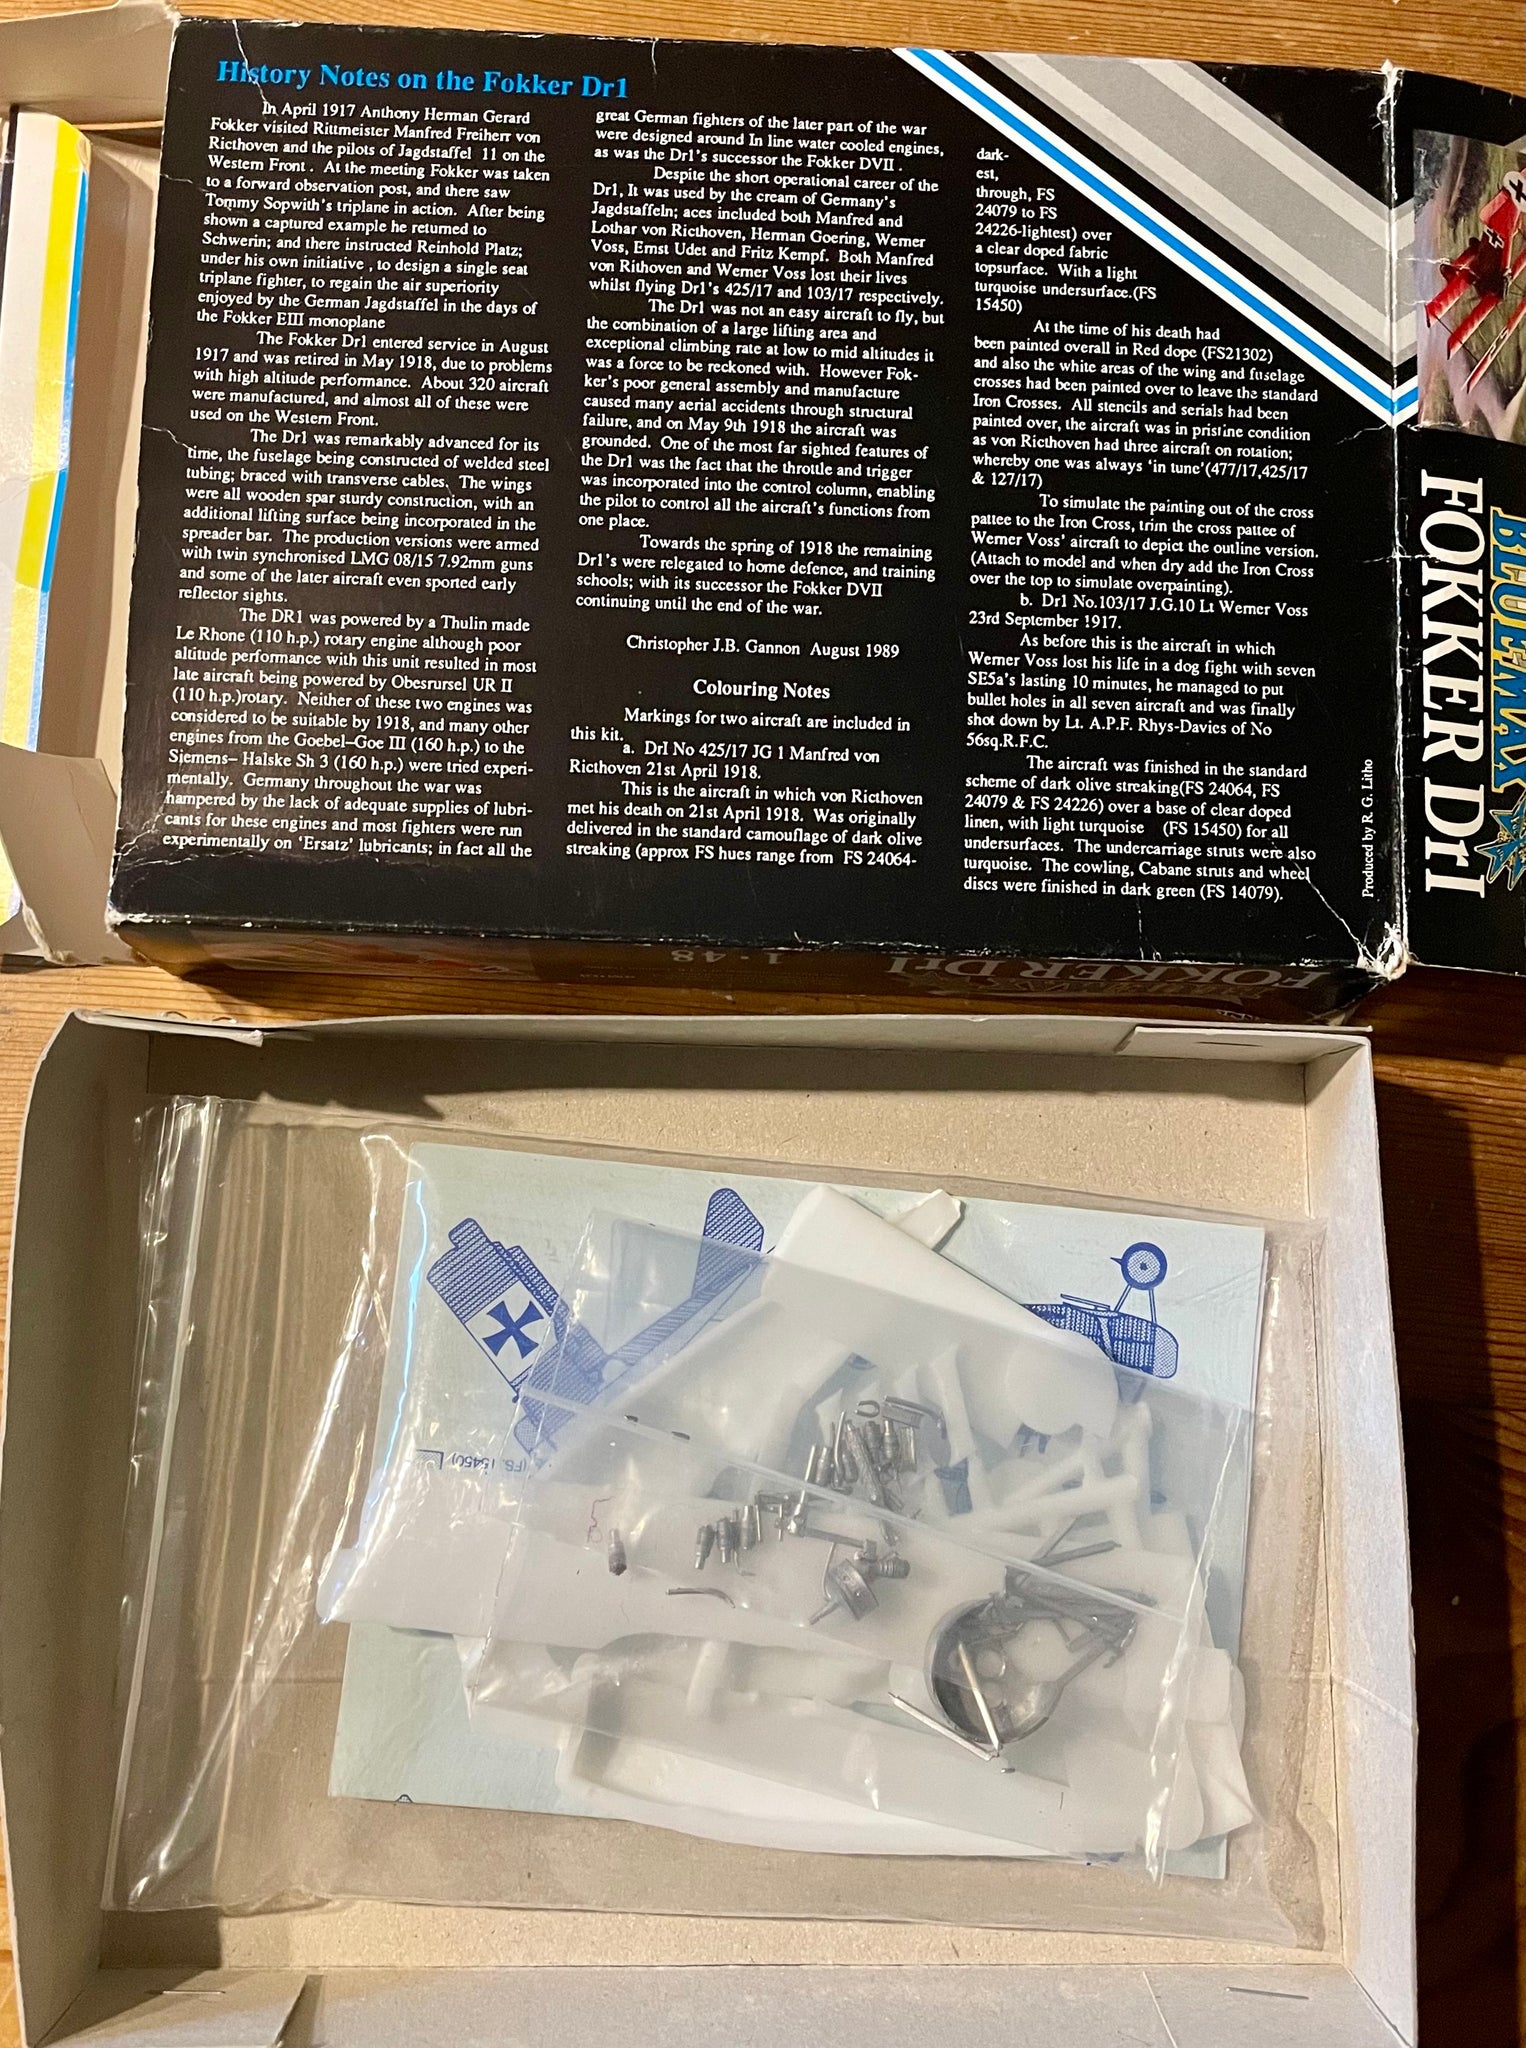 History Notes on the Fokker Dr1
In April 1917 Anthony Herman Gerard
Fokker visited Rittmeister Manfred Freiherr von
Ricthoven and the pilots of Jagdstaffel 11 on the
Western Front . At the meeting Fokker was taken
to a forward observation post, and there saw
Tommy Sopwith's triplane in action. After being
shown a captured example he returned to
Schwerin; and there instructed Reinhold Platz;
under his own initiative , to design a single seat
triplane fighter, to regain the air superiority
enjoyed by the German Jagdstaffel in the days of
the Fokker EIII monoplane
The Fokker Dr1 entered service in August
1917 and was retired in May 1918, due to problems
with high altitude performance. About 320 aircraft
were manufactured, and almost all of these were
used on the Western Front.
The Dr1 was remarkably advanced for its
time, the fuselage being constructed of welded steel
tubing; braced with transverse cables. The wings
were all wooden spar sturdy construction, with an
additional lifting surface being incorporated in the
spreader bar. The production versions were armed
with twin synchronised LMG 08/15 7.92mm guns
and some of the later aircraft even sported early
reflector sights.
The DR1 was powered by a Thulin made
Le Rhone (110 h.p.) rotary engine although poor
altitude performance with this unit resulted in most
late aircraft being powered by Obesrursel UR II
(110 h.p.)rotary. Neither of these two engines was
considered to be suitable by 1918, and many other
engines from the Goebel–Goe III (160 h.p.) to the
Siemens– Halske Sh 3 (160 h.p.) were tried experi-
mentally. Germany throughout the war was
hampered by the lack of adequate supplies of lubri-
cants for these engines and most fighters were run
experimentally on 'Ersatz' lubricants; in fact all the
great German fighters of the later part of the war
were designed around In line water cooled engines,
as was the Dr1's successor the Fokker DVII .
Despite the short operational career of the
Dr1, It was used by the cream of Germany's
Jagdstaffeln; aces included both Manfred and
Lothar von Ricthoven, Herman Goering, Werner
Voss, Ernst Udet and Fritz Kempf. Both Manfred
von Rithoven and Werner Voss lost their lives
whilst flying Dr1's 425/17 and 103/17 respectively.
The Dr1 was not an easy aircraft to fly, but
the combination of a large lifting area and
exceptional climbing rate at low to mid altitudes it
was a force to be reckoned with. However Fok-
ker's poor general assembly and manufacture
caused many aerial accidents through structural
failure, and on May 9th 1918 the aircraft was
grounded. One of the most far sighted features of
the Dr1 was the fact that the throttle and trigger
was incorporated into the control column, enabling
the pilot to control all the aircraft's functions from
one place.
Towards the spring of 1918 the remaining
Dr1's were relegated to home defence, and training
schools; with its successor the Fokker DVII
continuing until the end of the war.
Christopher J.B. Gannon August 1989
Colouring Notes
Markings for two aircraft are included in
this kit.
a. DrI No 425/17 JG 1 Manfred von
Ricthoven 21st April 1918.
This is the aircraft in which von Ricthoven
met his death on 21st April 1918. Was originally
delivered in the standard camouflag of dark olive
streaking (approx FS hues range from FS 24064-
dark-
est,
through, FS
24079 to FS
24226-lightest) over
a clear doped fabric
topsurface. With a light
turquoise undersurface.(FS
15450)
At the time of his death had
been painted overall in Red dope (FS21302)
and also the white areas of the wing and fuselage
crosses had been painted over to leave the standard
Iron Crosses. All stencils and serials had been
painted over, the aircraft was in pristine condition
as von Ricthoven had three aircraft on rotation;
whereby one was always 'in tune'(477/17,425/17
& 127/17)
To simulate the painting out of the cross
pattee to the Iron Cross, trim the cross pattee of
Werner Voss' aircraft to depict the outline version.
(Attach to model and when dry add the Iron Cross
over the top to simulate overpainting).
b. Dr1 No.103/17 J.G.10 Lt Werner Voss
23rd September 1917.
As before this is the aircraft in which
Werner Voss lost his life in a dog fight with seven
SE5a's lasting 10 minutes, he managed to put
bullet holes in all seven aircraft and was finally
shot down by Lt. A.P.F. Rhys-Davies of No
56sq.R.F.C.
The aircraft was finished in the standard
scheme of dark olive streaking(FS 24064, FS
24079 & FS 24226) over a base of clear doped
linen, with light turquoise (FS 15450) for all
undersurfaces. The undercarriage struts were also
turquoise. The cowling, Cabane struts and wheel
discs were finished in dark green (FS 14079).
Produced by R. G. Litho
BLUE MAX
FOKKER DrI
1·48
FOKKER DrI
(FS. 15450)